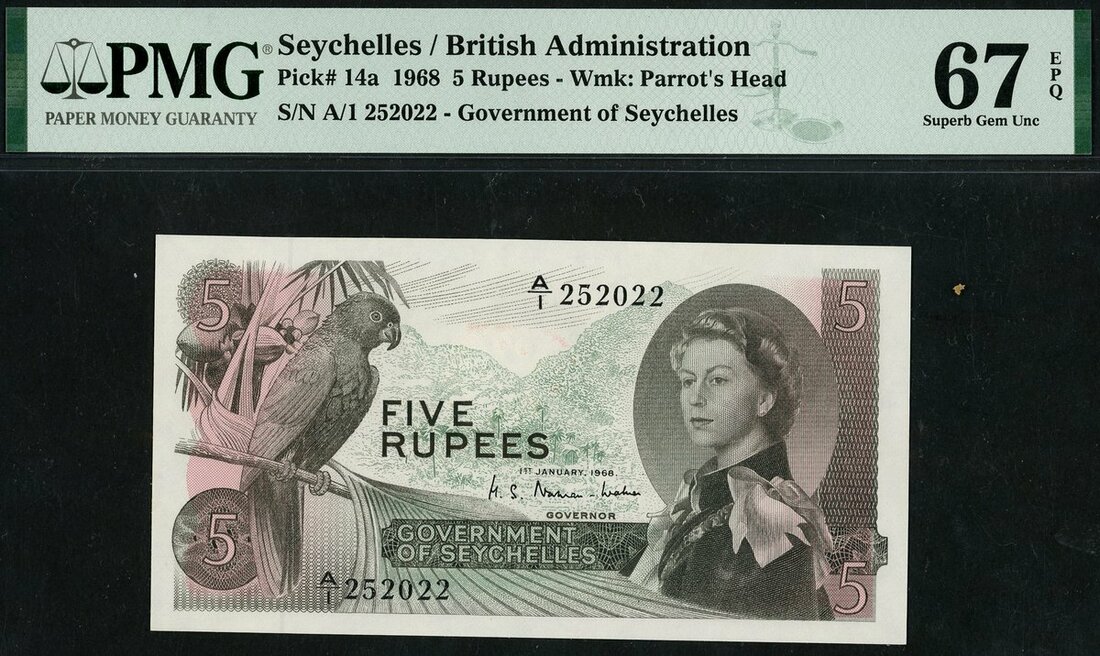 PMG®
PAPER MONEY GUARANTY
Seychelles / British Administration
Pick# 14a 1968 5 Rupees - Wmk: Parrot's Head
S/N A/1 252022 - Government of Seychelles
67
EPQ
Superb Gem Unc
5
A/1 252022
5
FIVE
RUPEES
1ST JANUARY, 1968
H. S. Norman-Walker
GOVERNOR
5
GOVERNMENT
OF SEYCHELLES
A/1 252022
5